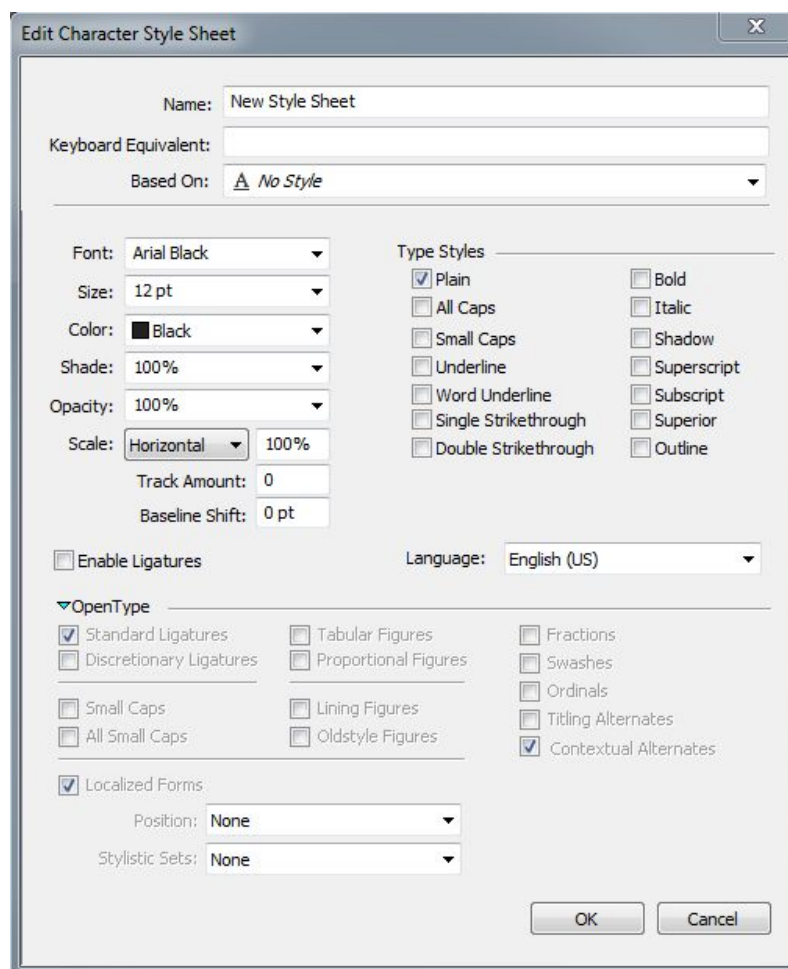 Edit Character Style Sheet
Name: New Style Sheet
Keyboard Equivalent:
Based On: A No Style
Font: Arial Black
Size: 12 pt
Color: Black
Shade: 100%
Opacity: 100%
Scale: Horizontal 100%
Track Amount: 0
Baseline Shift: 0 pt
Type Styles
Plain Bold
All Caps Italic
Small Caps Shadow
Underline Superscript
Word Underline Subscript
Single Strikethrough Superior
Double Strikethrough Outline
Enable Ligatures Language: English (US)
OpenType
Standard Ligatures Tabular Figures Fractions
Discretionary Ligatures Proportional Figures Swashes
Ordinals
Small Caps Lining Figures Titling Alternates
All Small Caps Oldstyle Figures Contextual Alternates
Localized Forms
Position: None
Stylistic Sets: None
OK Cancel